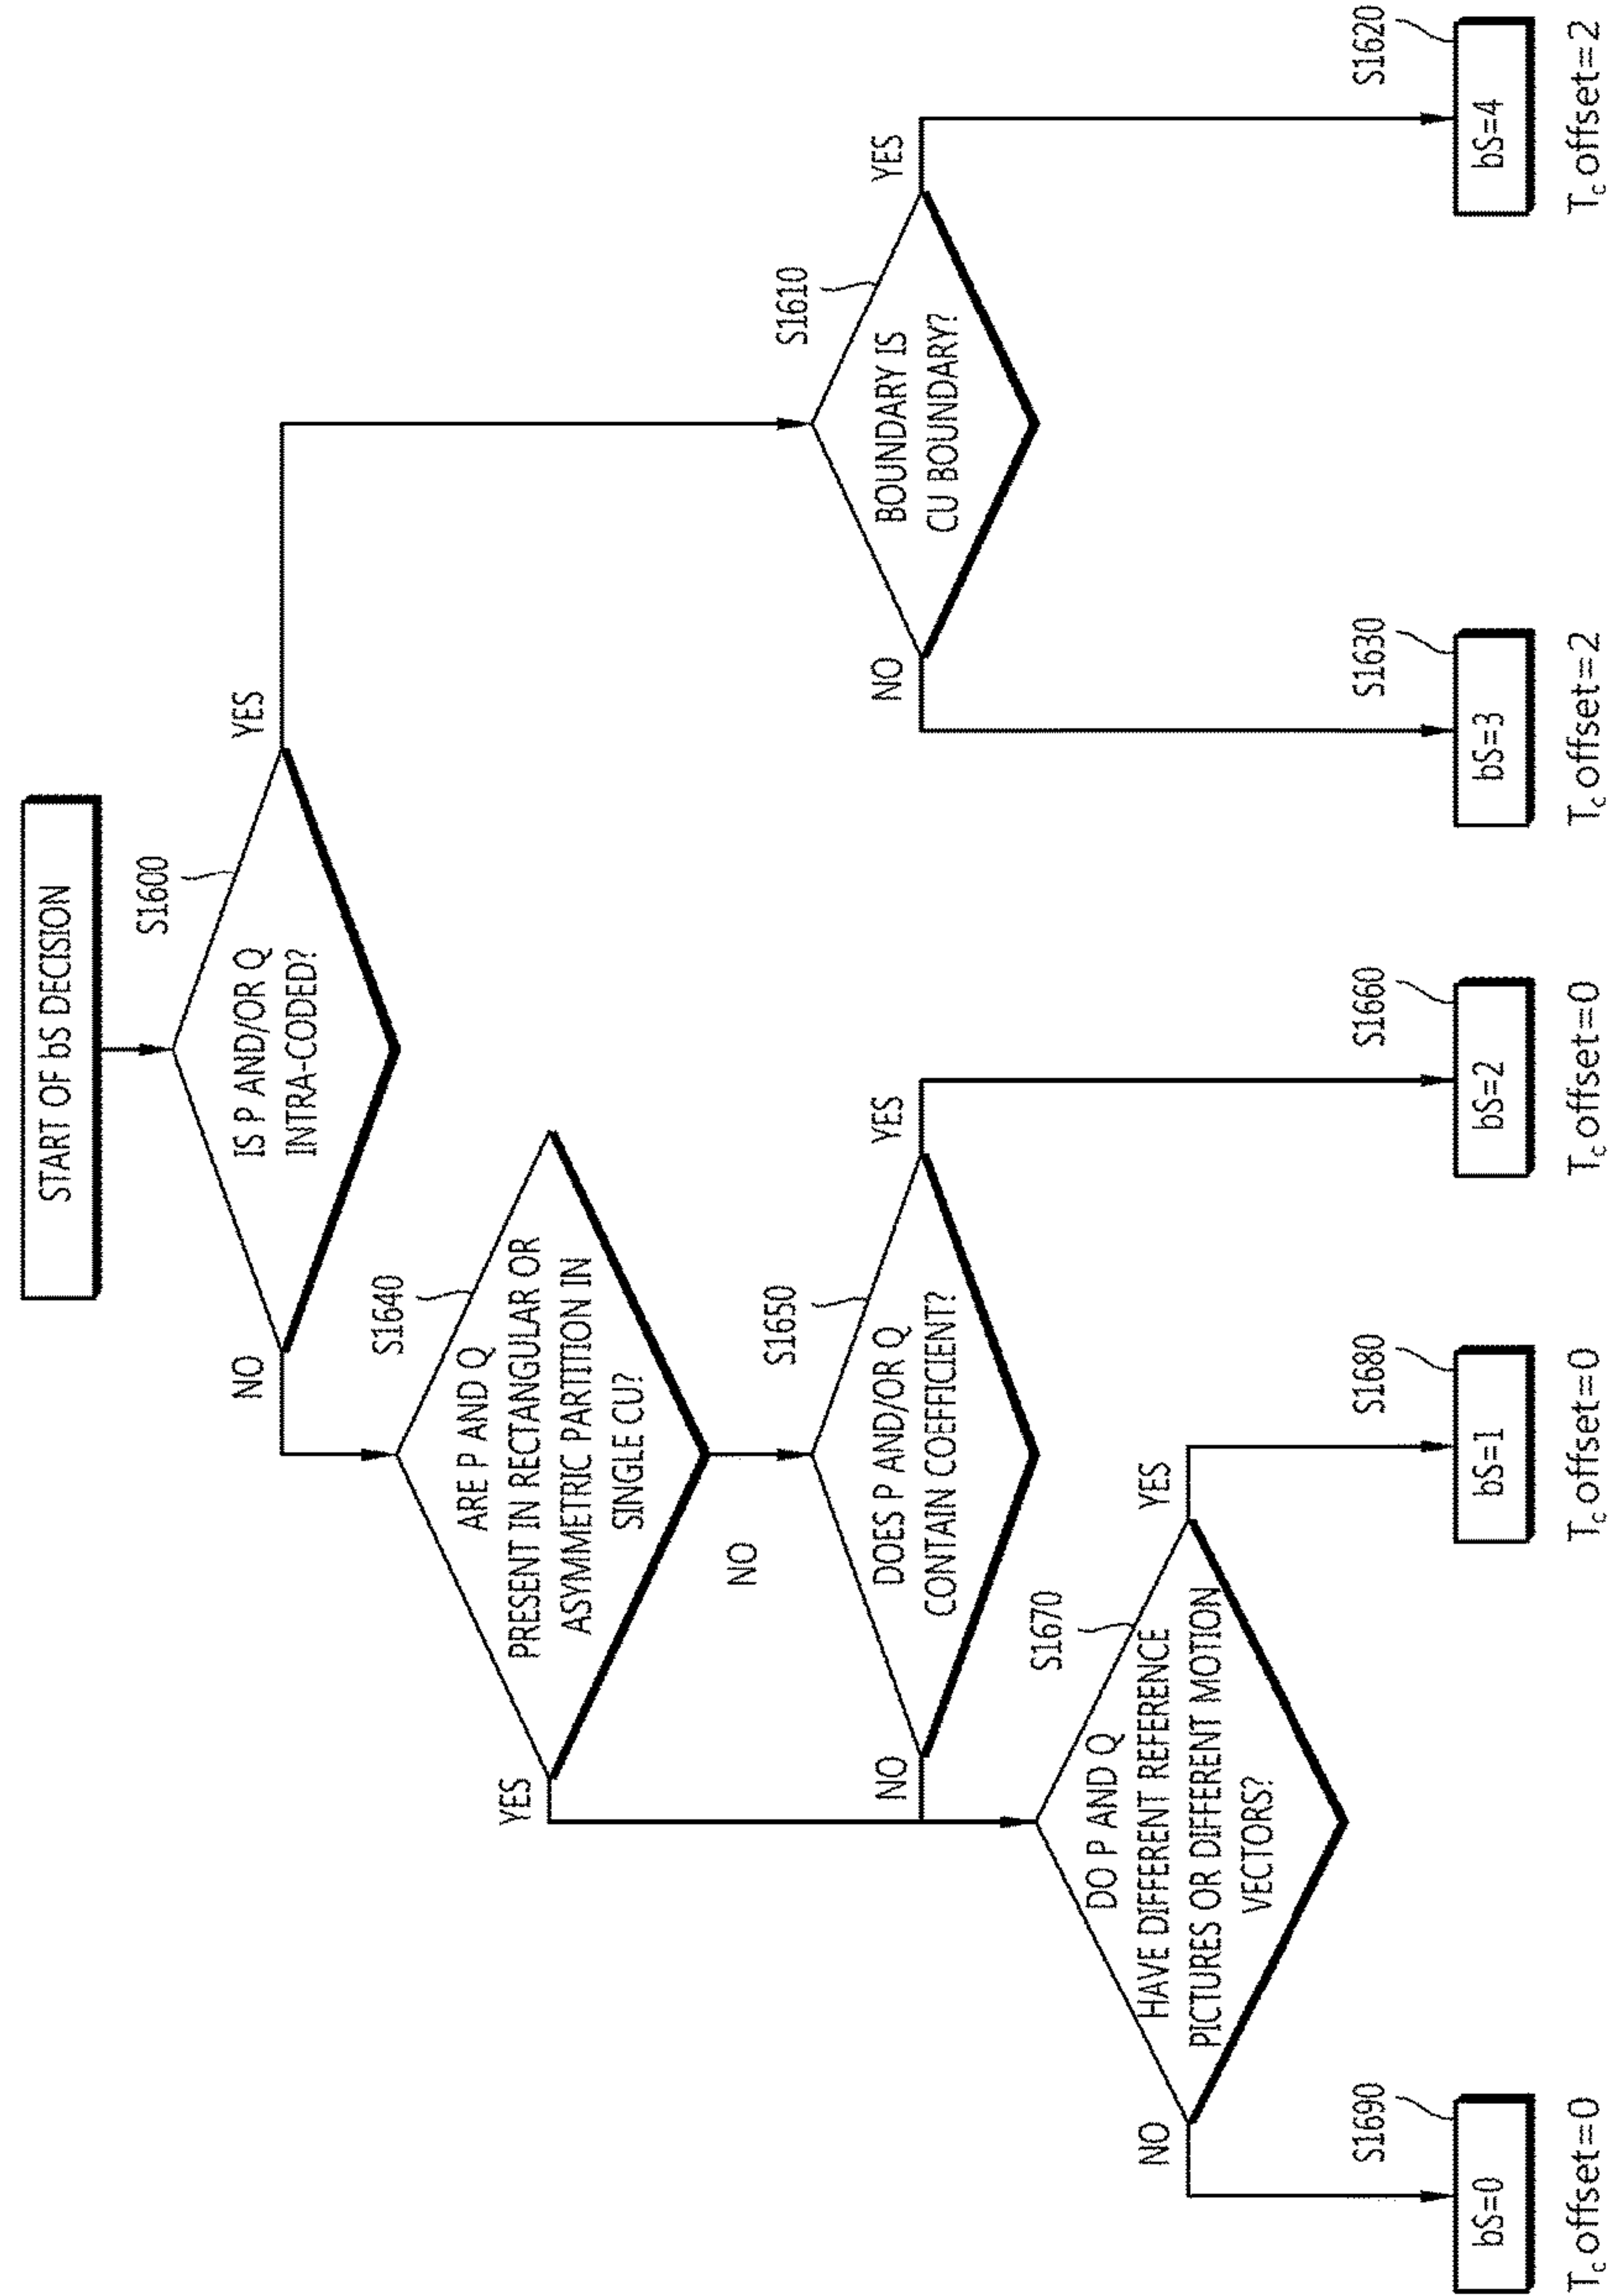 START OF bS DECISION
S1600
IS P AND/OR Q
INTRA-CODED?
NO
YES
S1640
ARE P AND Q
PRESENT IN RECTANGULAR OR
ASYMMETRIC PARTITION IN
SINGLE CU?
YES
NO
S1610
BOUNDARY IS
CU BOUNDARY?
NO
YES
S1650
DOES P AND/OR Q
CONTAIN COEFFICIENT?
NO
YES
S1670
DO P AND Q
HAVE DIFFERENT REFERENCE
PICTURES OR DIFFERENT MOTION
VECTORS?
NO
YES
S1690
bS=0
Tc offset=0
S1680
bS=1
Tc offset=0
S1660
bS=2
Tc offset=0
S1630
bS=3
Tc offset=2
S1620
bS=4
Tc offset=2